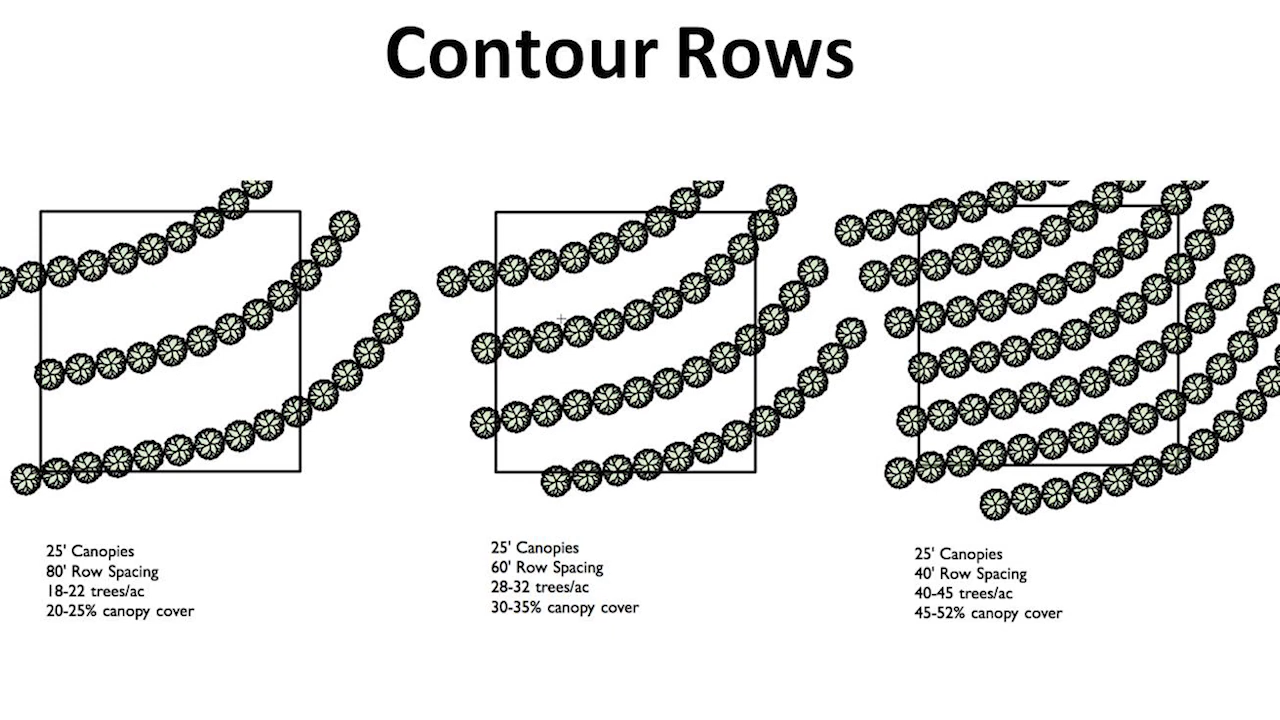 Contour Rows
25' Canopies
80' Row Spacing
18-22 trees/ac
20-25% canopy cover
25' Canopies
60' Row Spacing
28-32 trees/ac
30-35% canopy cover
25' Canopies
40' Row Spacing
40-45 trees/ac
45-52% canopy cover